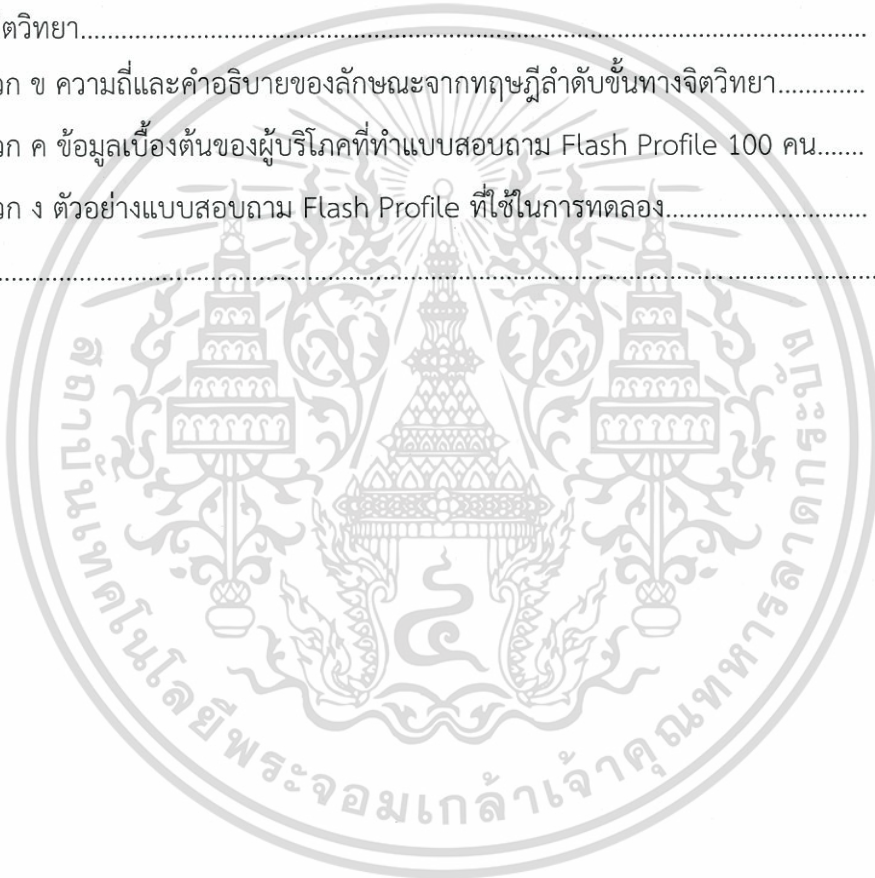 ตวิทยา....................................................................................................................
วก ข ความถี่และคำอธิบายของลักษณะจากทฤษฎีลำดับขั้นทางจิตวิทยา.............
วก ค ข้อมูลเบื้องต้นของผู้บริโภคที่ทำแบบสอบถาม Flash Profile 100 คน.......
วก ง ตัวอย่างแบบสอบถาม Flash Profile ที่ใช้ในการทดลอง.............................
................................................................................................................................
สถาบันเทคโนโลยีพระจอมเกล้าเจ้าคุณทหารลาดกระบัง